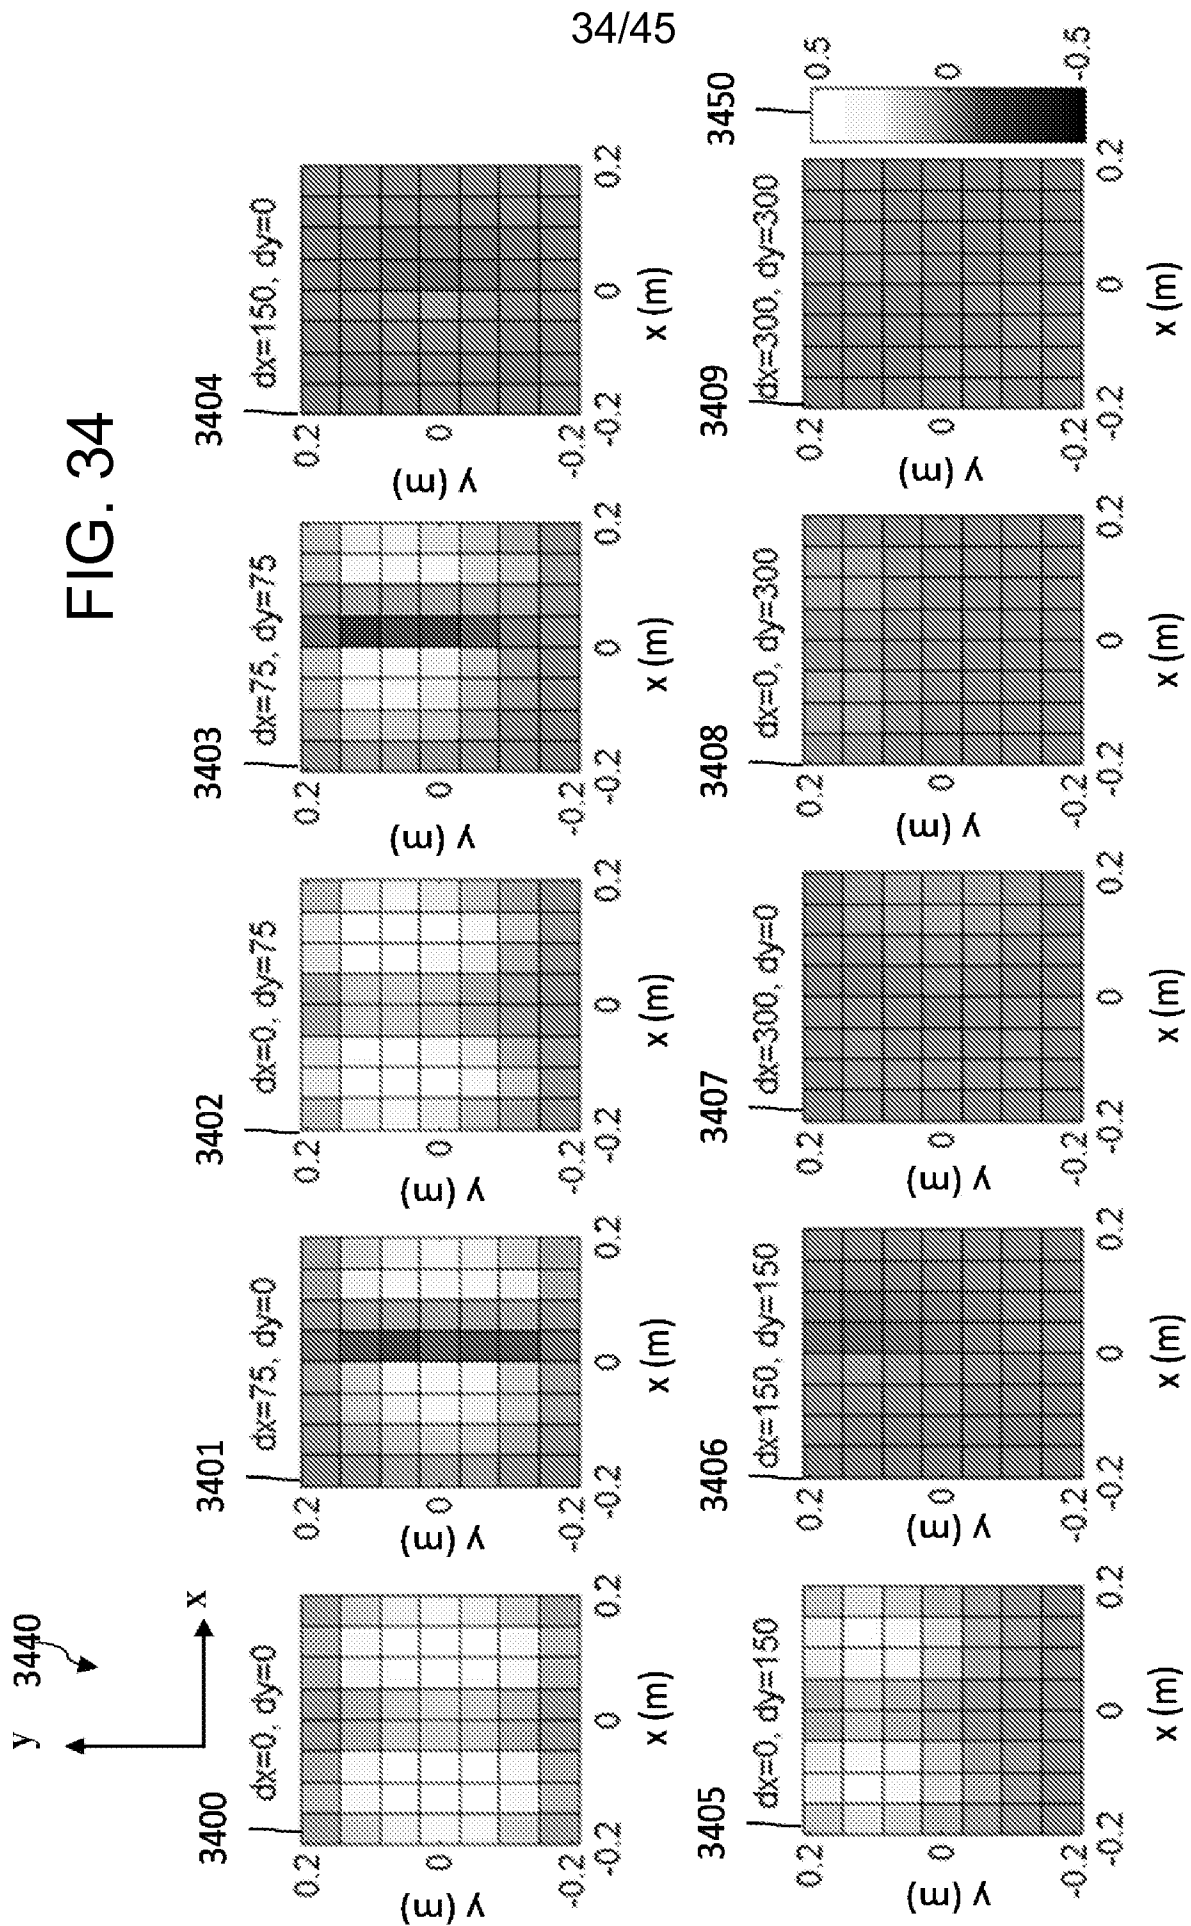 34/45
FIG. 34
y
3440
x
3400
dx=0, dy=0
0.2
0
-0.2
y (m)
-0.2
0
0.2
x (m)
3401
dx=75, dy=0
0.2
0
-0.2
y (m)
-0.2
0
0.2
x (m)
3402
dx=0, dy=75
0.2
0
-0.2
y (m)
-0.2
0
0.2
x (m)
3403
dx=75, dy=75
0.2
0
-0.2
y (m)
-0.2
0
0.2
x (m)
3404
dx=150, dy=0
0.2
0
-0.2
y (m)
-0.2
0
0.2
x (m)
3405
dx=0, dy=150
0.2
0
-0.2
y (m)
-0.2
0
0.2
x (m)
3406
dx=150, dy=150
0.2
0
-0.2
y (m)
-0.2
0
0.2
x (m)
3407
dx=300, dy=0
0.2
0
-0.2
y (m)
-0.2
0
0.2
x (m)
3408
dx=0, dy=300
0.2
0
-0.2
y (m)
-0.2
0
0.2
x (m)
3409
dx=300, dy=300
0.2
0
-0.2
y (m)
-0.2
0
0.2
x (m)
3450
0.5
0
-0.5